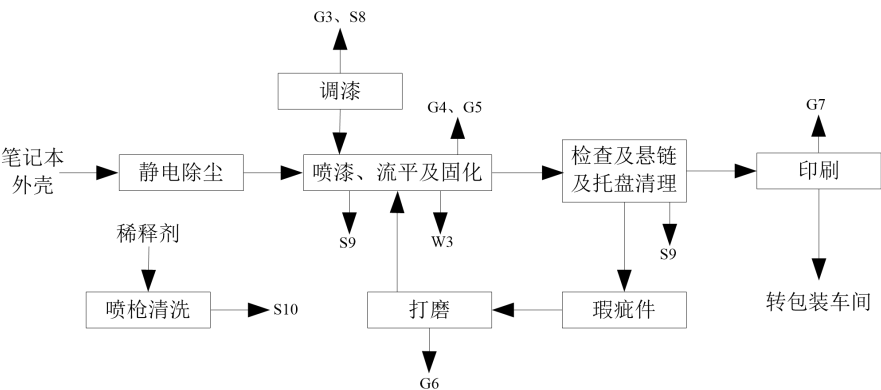 G3、S8
调漆
G4、G5
G7
笔记本
外壳
静电除尘
喷漆、流平及固化
检查及悬链
及托盘清理
印刷
S9
W3
S9
稀释剂
喷枪清洗
S10
打磨
瑕疵件
转包装车间
G6